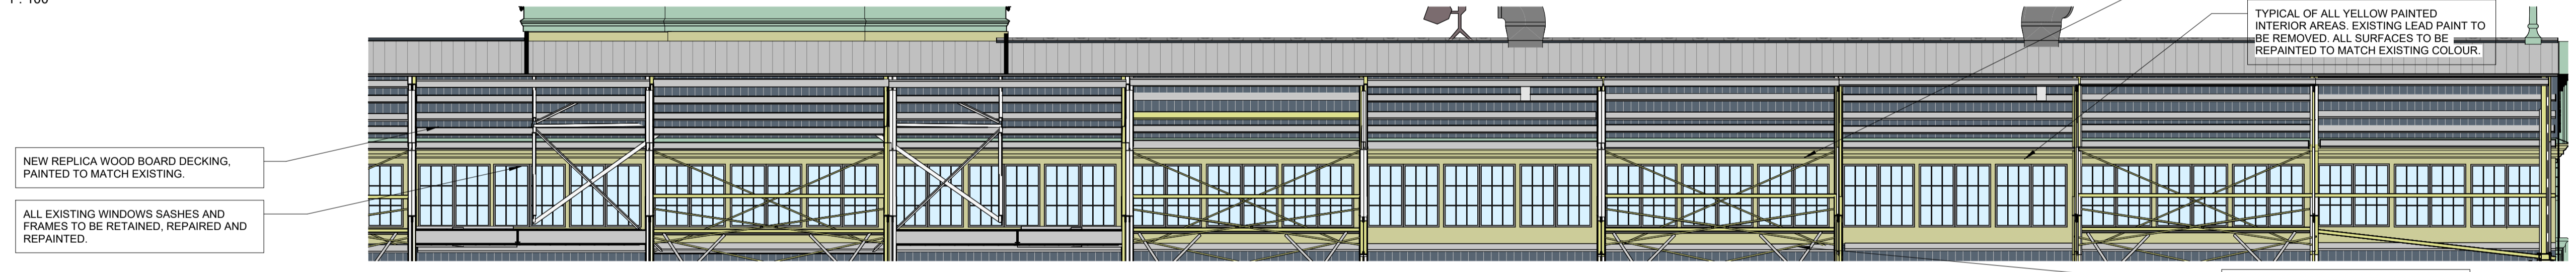 1 : 100
TYPICAL OF ALL YELLOW PAINTED
INTERIOR AREAS. EXISTING LEAD PAINT TO
BE REMOVED. ALL SURFACES TO BE
REPAINTED TO MATCH EXISTING COLOUR.
NEW REPLICA WOOD BOARD DECKING,
PAINTED TO MATCH EXISTING.
ALL EXISTING WINDOWS SASHES AND
FRAMES TO BE RETAINED, REPAIRED AND
REPAINTED.